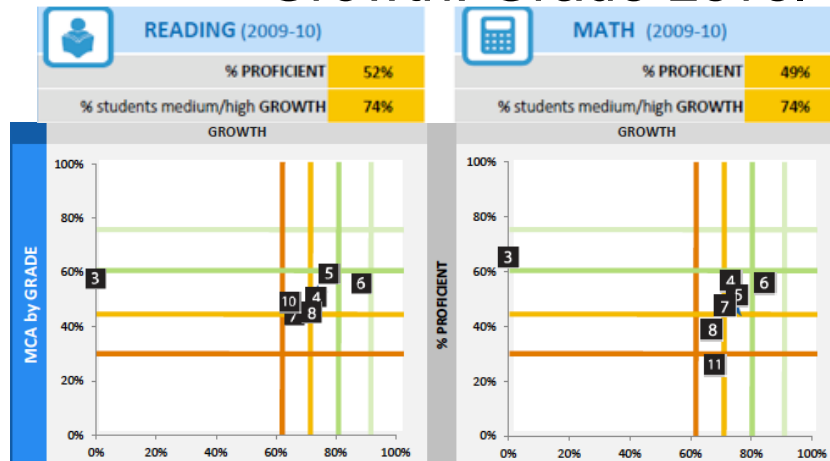 READING (2009-10)
% PROFICIENT 52%
% students medium/high GROWTH 74%
GROWTH
MCA by GRADE
100%
80%
60%
40%
20%
0%
0% 20% 40% 60% 80% 100%
3
5
6
4
10
7
8
MATH (2009-10)
% PROFICIENT 49%
% students medium/high GROWTH 74%
GROWTH
% PROFICIENT
100%
80%
60%
40%
20%
0%
0% 20% 40% 60% 80% 100%
3
4
6
5
7
8
11